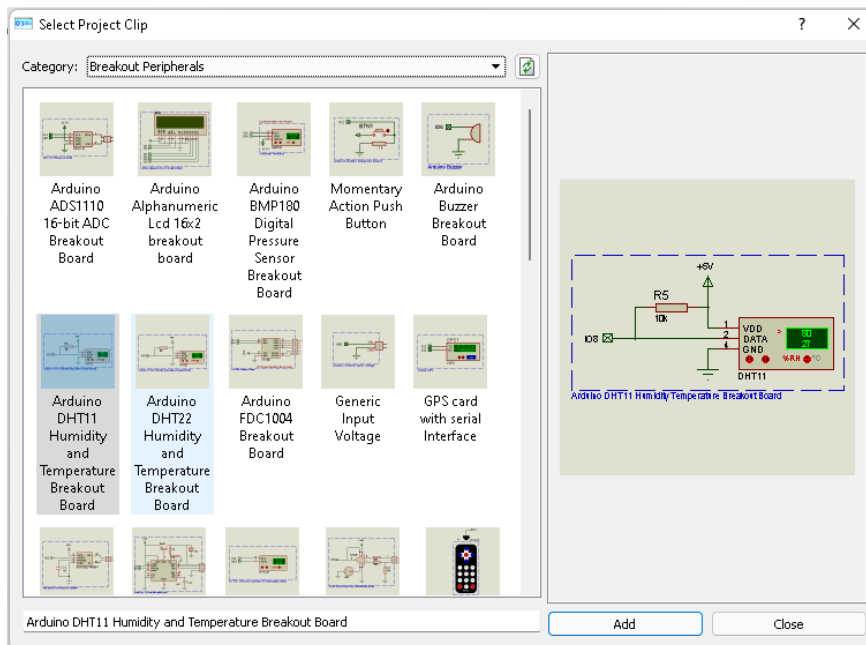 Select Project Clip
?
Category:
Breakout Peripherals
Arduino
ADS1110
16-bit ADC
Breakout
Board
Arduino
Alphanumeric
Lcd 16x2
breakout
board
Arduino
BMP180
Digital
Pressure
Sensor
Breakout
Board
Momentary
Action Push
Button
Arduino
Buzzer
Breakout
Board
Arduino
DHT11
Humidity
and
Temperature
Breakout
Board
Arduino
DHT22
Humidity
and
Temperature
Breakout
Board
Arduino
FDC1004
Breakout
Board
Generic
Input
Voltage
GPS card
with serial
Interface
+5V
R5
10k
IO8
1
VDD
2
DATA
4
GND
80
27
%RH
°C
DHT11
Arduino DHT11 Humidity Temperature Breakout Board
Arduino DHT11 Humidity and Temperature Breakout Board
Add
Close